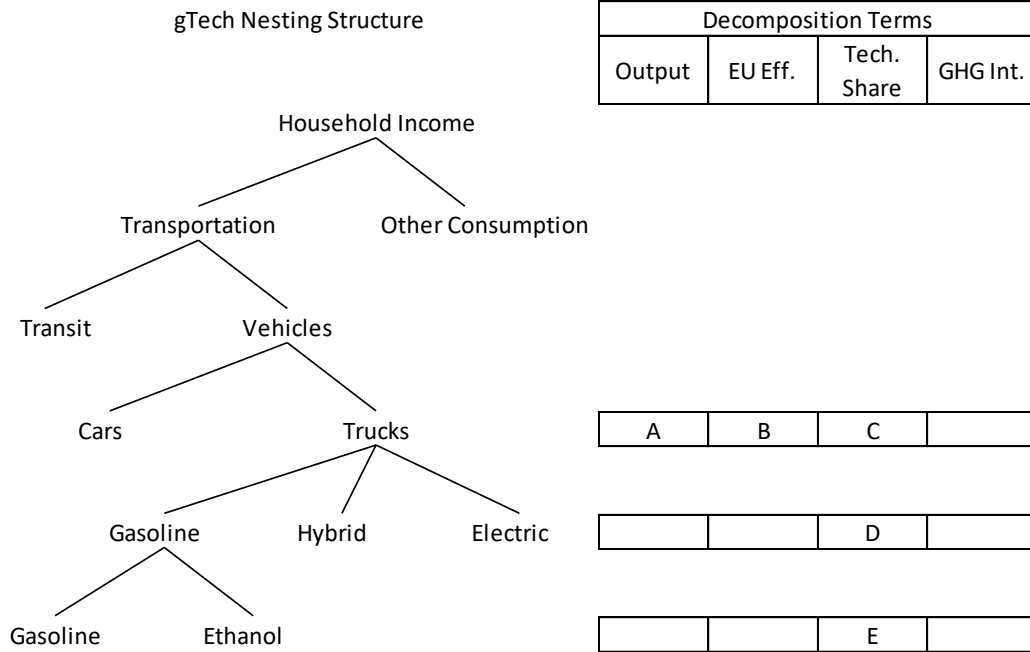 gTech Nesting Structure
Decomposition Terms
Output EU Eff. Tech. Share GHG Int.
Household Income
Transportation Other Consumption
Transit Vehicles
Cars Trucks A B C
Gasoline Hybrid Electric D
Gasoline Ethanol E